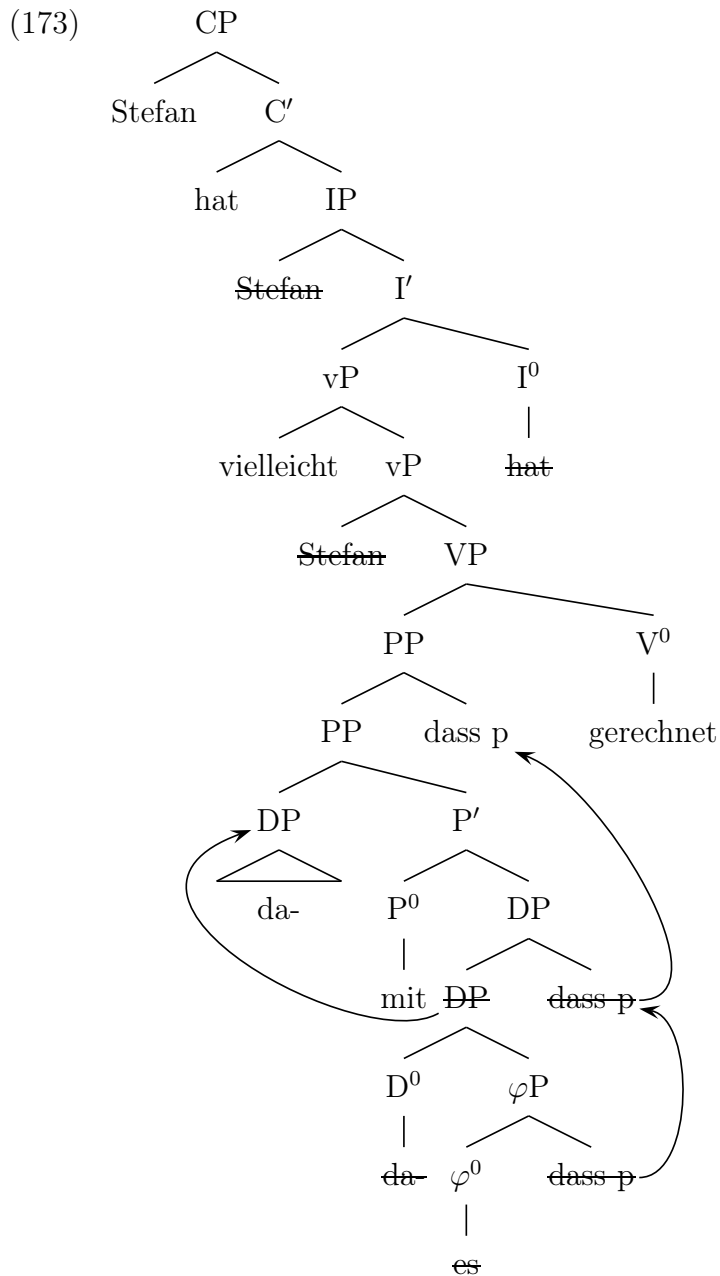 (173) CP
Stefan C′
hat IP
Stefan I′
vP I⁰
vielleicht vP hat
Stefan VP
PP V⁰
PP dass p gerechnet
DP P′
da- P⁰ DP
mit DP dass p
D⁰ φP
da- φ⁰ dass p
es